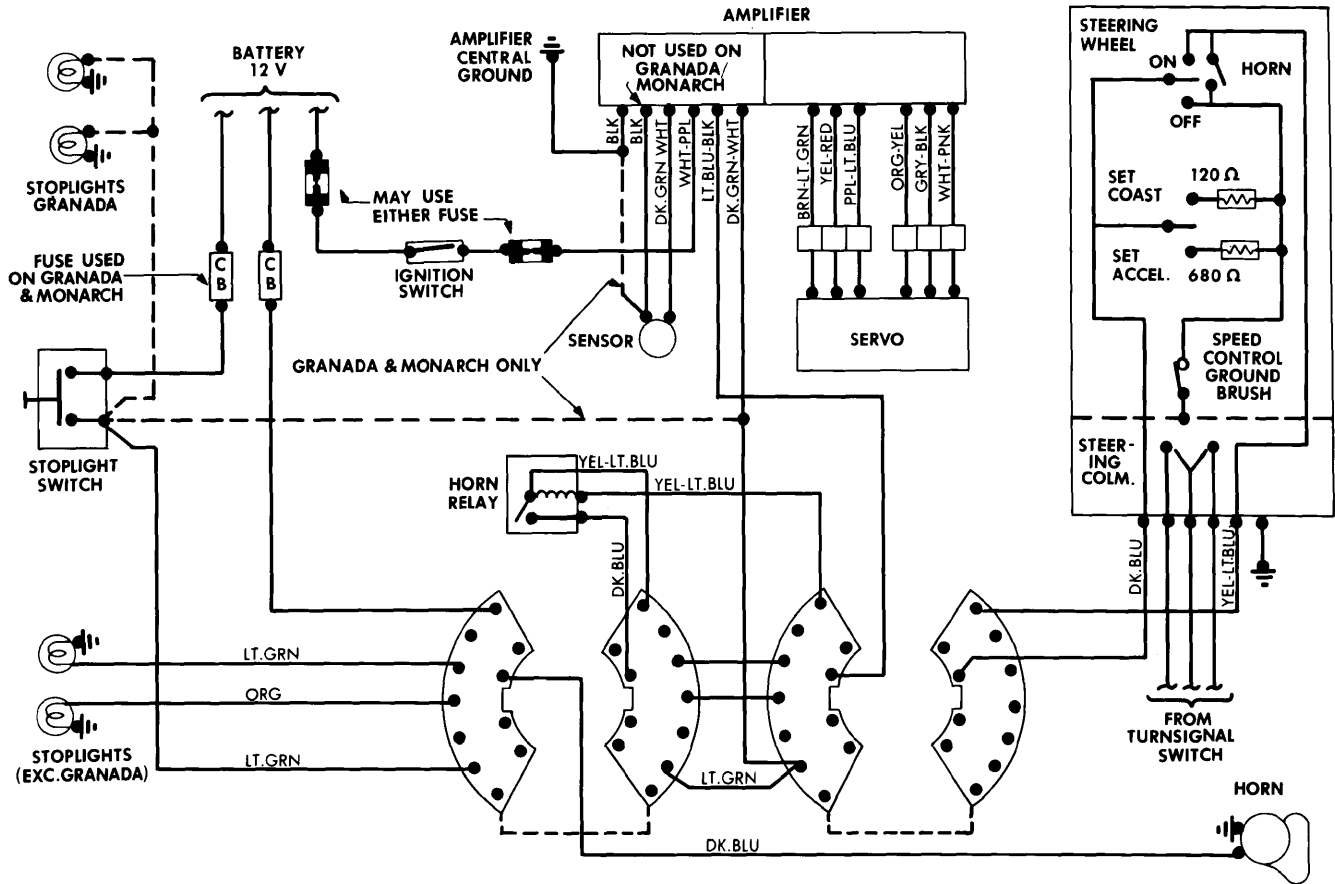 AMPLIFIER
BATTERY
12 V
AMPLIFIER
CENTRAL
GROUND
NOT USED ON
GRANADA/
MONARCH
STEERING
WHEEL
ON
HORN
OFF
STOPLIGHTS
GRANADA
BLK
BLK
DK.GRN WHT
WHT-PPL
LT.BLU-BLK
DK.GRN-WHT
BRN-LT.GRN
YEL-RED
PPL-LT.BLU
ORG-YEL
GRY-BLK
WHT-PNK
MAY USE
EITHER FUSE
SET
COAST
120 Ω
SET
ACCEL.
680 Ω
FUSE USED
ON GRANADA
& MONARCH
C
B
C
B
IGNITION
SWITCH
SENSOR
SERVO
GRANADA & MONARCH ONLY
SPEED
CONTROL
GROUND
BRUSH
STOPLIGHT
SWITCH
HORN
RELAY
YEL-LT.BLU
YEL-LT.BLU
STEER-
ING
COLM.
DK.BLU
DK.BLU
YEL-LT.BLU
LT.GRN
ORG
STOPLIGHTS
(EXC.GRANADA)
LT.GRN
LT.GRN
FROM
TURNSIGNAL
SWITCH
HORN
DK.BLU